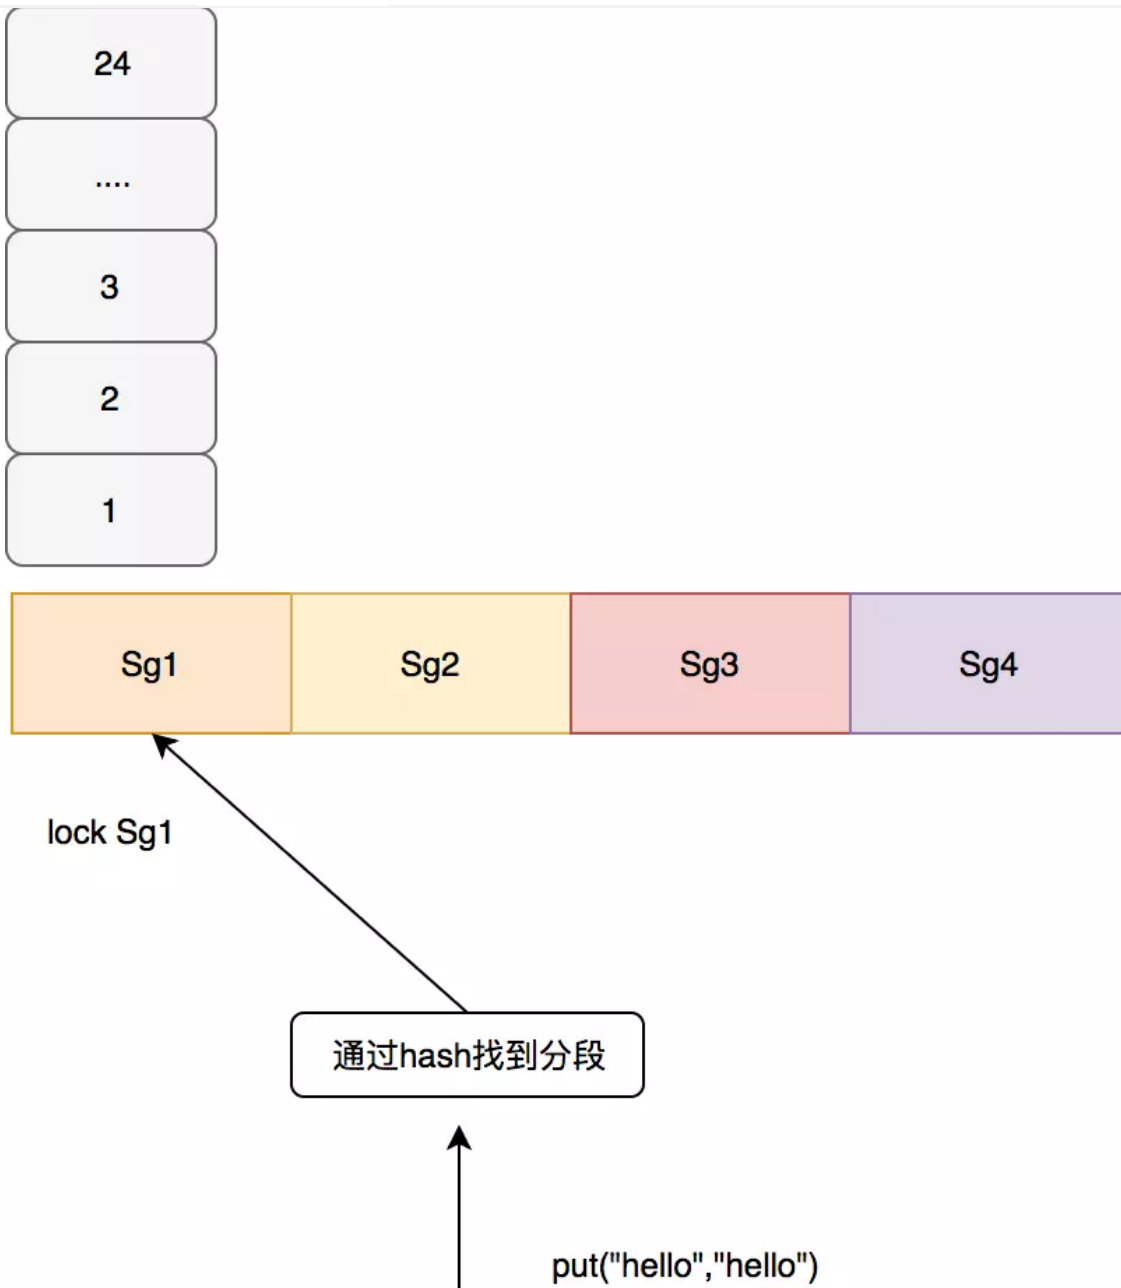 24
....
3
2
1
Sg1 Sg2 Sg3 Sg4
lock Sg1
通过hash找到分段
put("hello","hello")